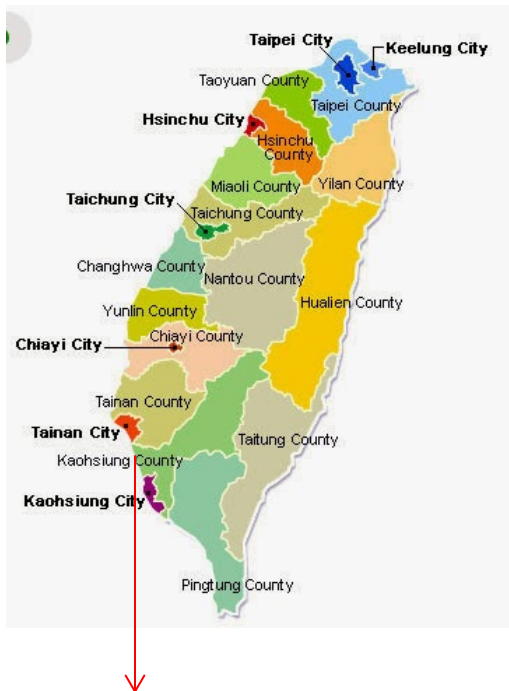 Taipei City
Keelung City
Taoyuan County
Taipei County
Hsinchu City
Hsinchu
County
Miaoli County
Yilan County
Taichung City
Taichung County
Changhwa County
Nantou County
Hualien County
Yunlin County
Chiayi County
Chiayi City
Tainan County
Tainan City
Taitung County
Kaohsiung County
Kaohsiung City
Pingtung County